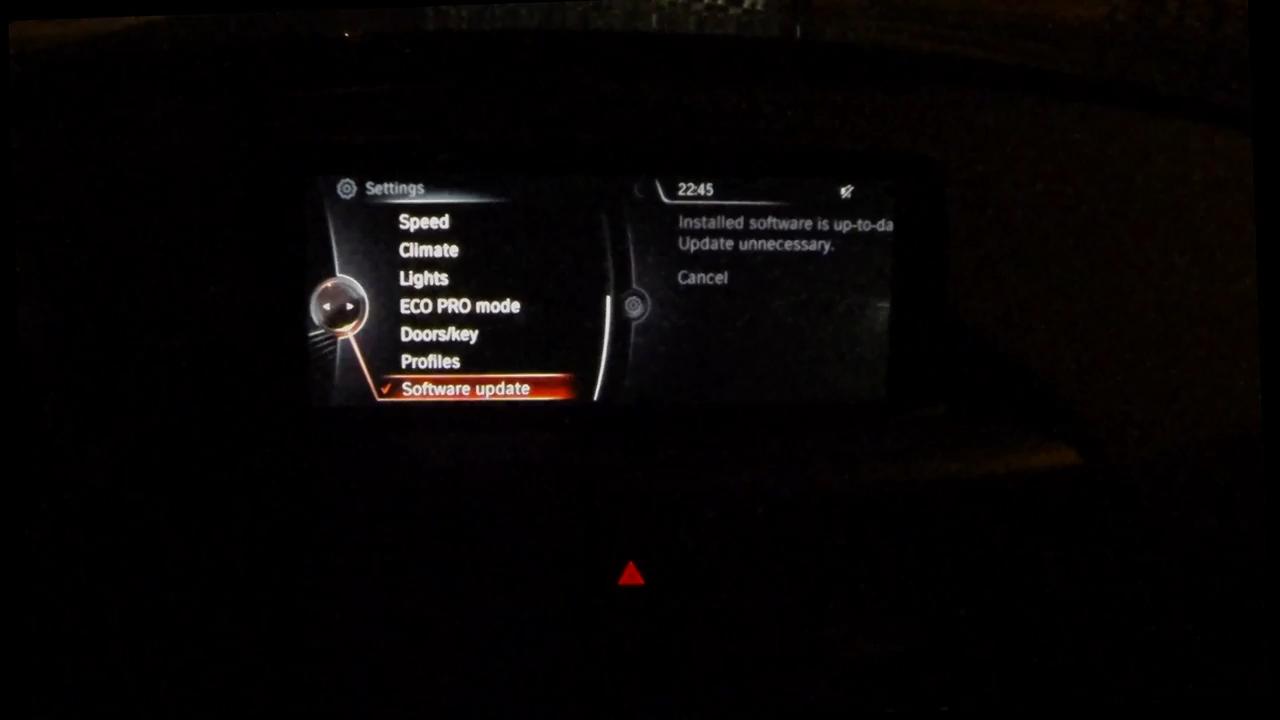 Settings
Speed
Climate
Lights
ECO PRO mode
Doors/key
Profiles
Software update
22:45
Installed software is up-to-da
Update unnecessary.
Cancel